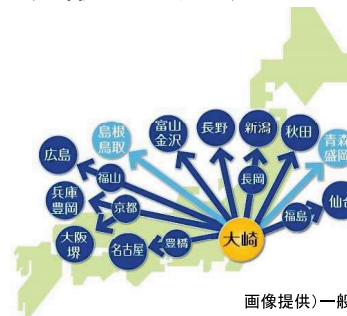 島根
鳥取
富山
金沢
長野
新潟
秋田
青森
盛岡
広島
福山
長岡
兵庫
豊岡
京都
仙台
福島
大阪
堺
名古屋
豊橋
大崎
画像提供)一般